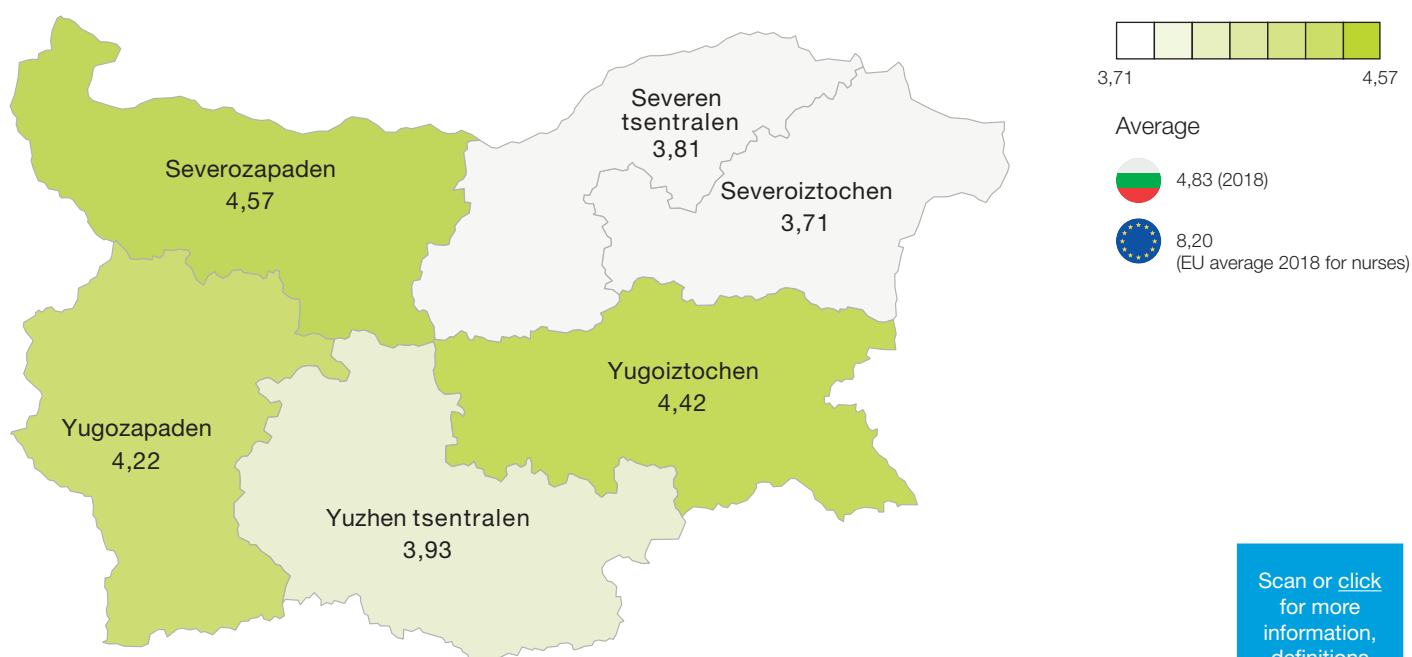 Severozapaden
4,57
Severen
tsentralen
3,81
Severoiztochen
3,71
Yugoiztochen
4,42
Yugozapaden
4,22
Yuzhen tsentralen
3,93
3,71
4,57
Average
4,83 (2018)
8,20
(EU average 2018 for nurses)
Scan or click
for more
information,
definitions